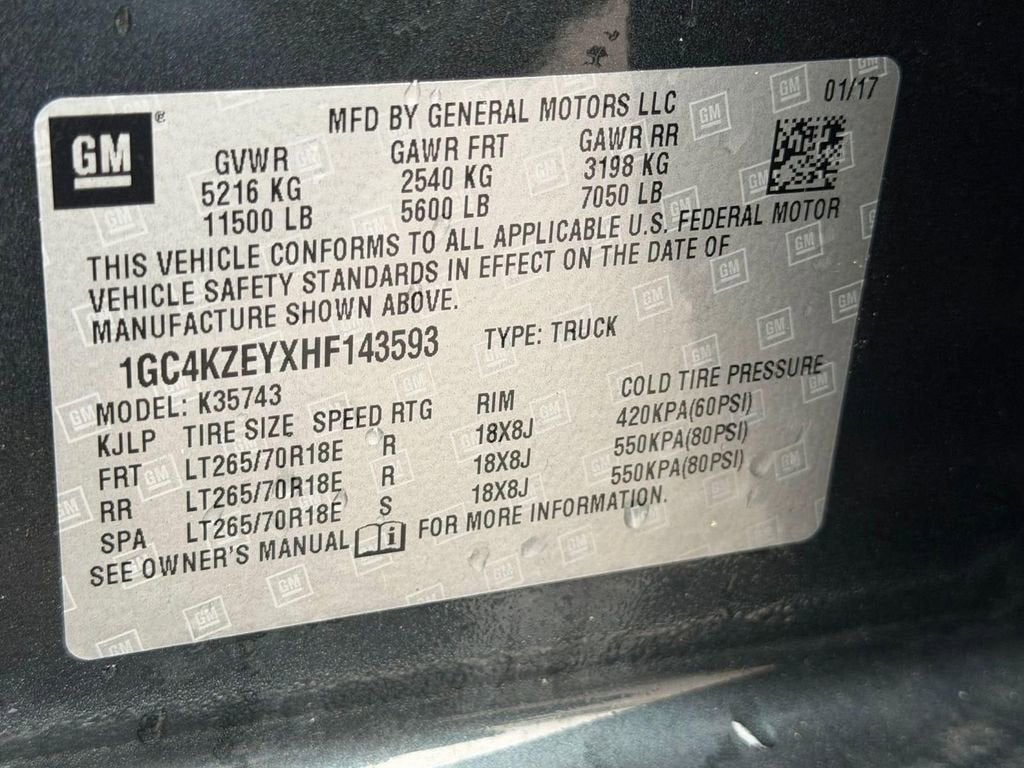 GM
MFD BY GENERAL MOTORS LLC
01/17
GVWR GAWR FRT GAWR RR
5216 KG 2540 KG 3198 KG
11500 LB 5600 LB 7050 LB
THIS VEHICLE CONFORMS TO ALL APPLICABLE U.S. FEDERAL MOTOR
VEHICLE SAFETY STANDARDS IN EFFECT ON THE DATE OF
MANUFACTURE SHOWN ABOVE.
1GC4KZEYXHF143593 TYPE: TRUCK
MODEL: K35743
KJLP TIRE SIZE SPEED RTG RIM COLD TIRE PRESSURE
FRT LT265/70R18E R 18X8J 420KPA(60PSI)
RR LT265/70R18E R 18X8J 550KPA(80PSI)
SPA LT265/70R18E S 18X8J 550KPA(80PSI)
SEE OWNER'S MANUAL i FOR MORE INFORMATION.